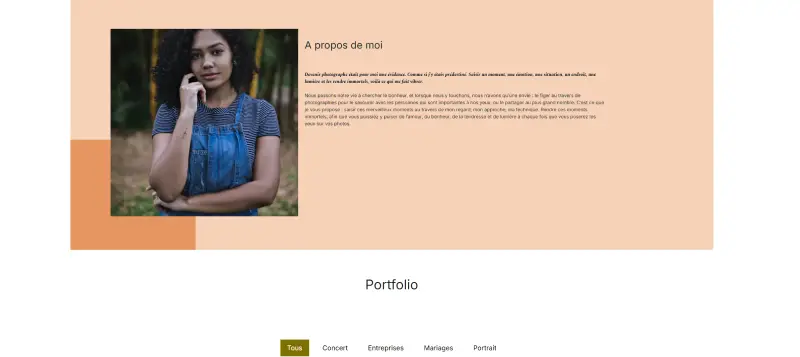 A propos de moi
Devenir photographe était pour moi une évidence. Comme si j'y étais prédestiné. Saisir un moment, une émotion, une situation, un endroit, une
lumière et les rendre immortels, voilà ce qui me fait vibrer.
Nous passons notre vie à chercher le bonheur, et lorsque nous y touchons, nous n'avons qu'une envie : le figer au travers de
photographies pour le savourer avec les personnes qui sont importantes à nos yeux, ou le partager au plus grand nombre. C'est ce que
je vous propose : saisir ces merveilleux moments au travers de mon regard, mon approche, ma technique. Rendre ces moments
immortels, afin que vous puissiez y puiser de l'amour, du bonheur, de la tendresse et de lumière à chaque fois que vous poserez les
yeux sur vos photos.
Portfolio
Tous Concert Entreprises Mariages Portrait